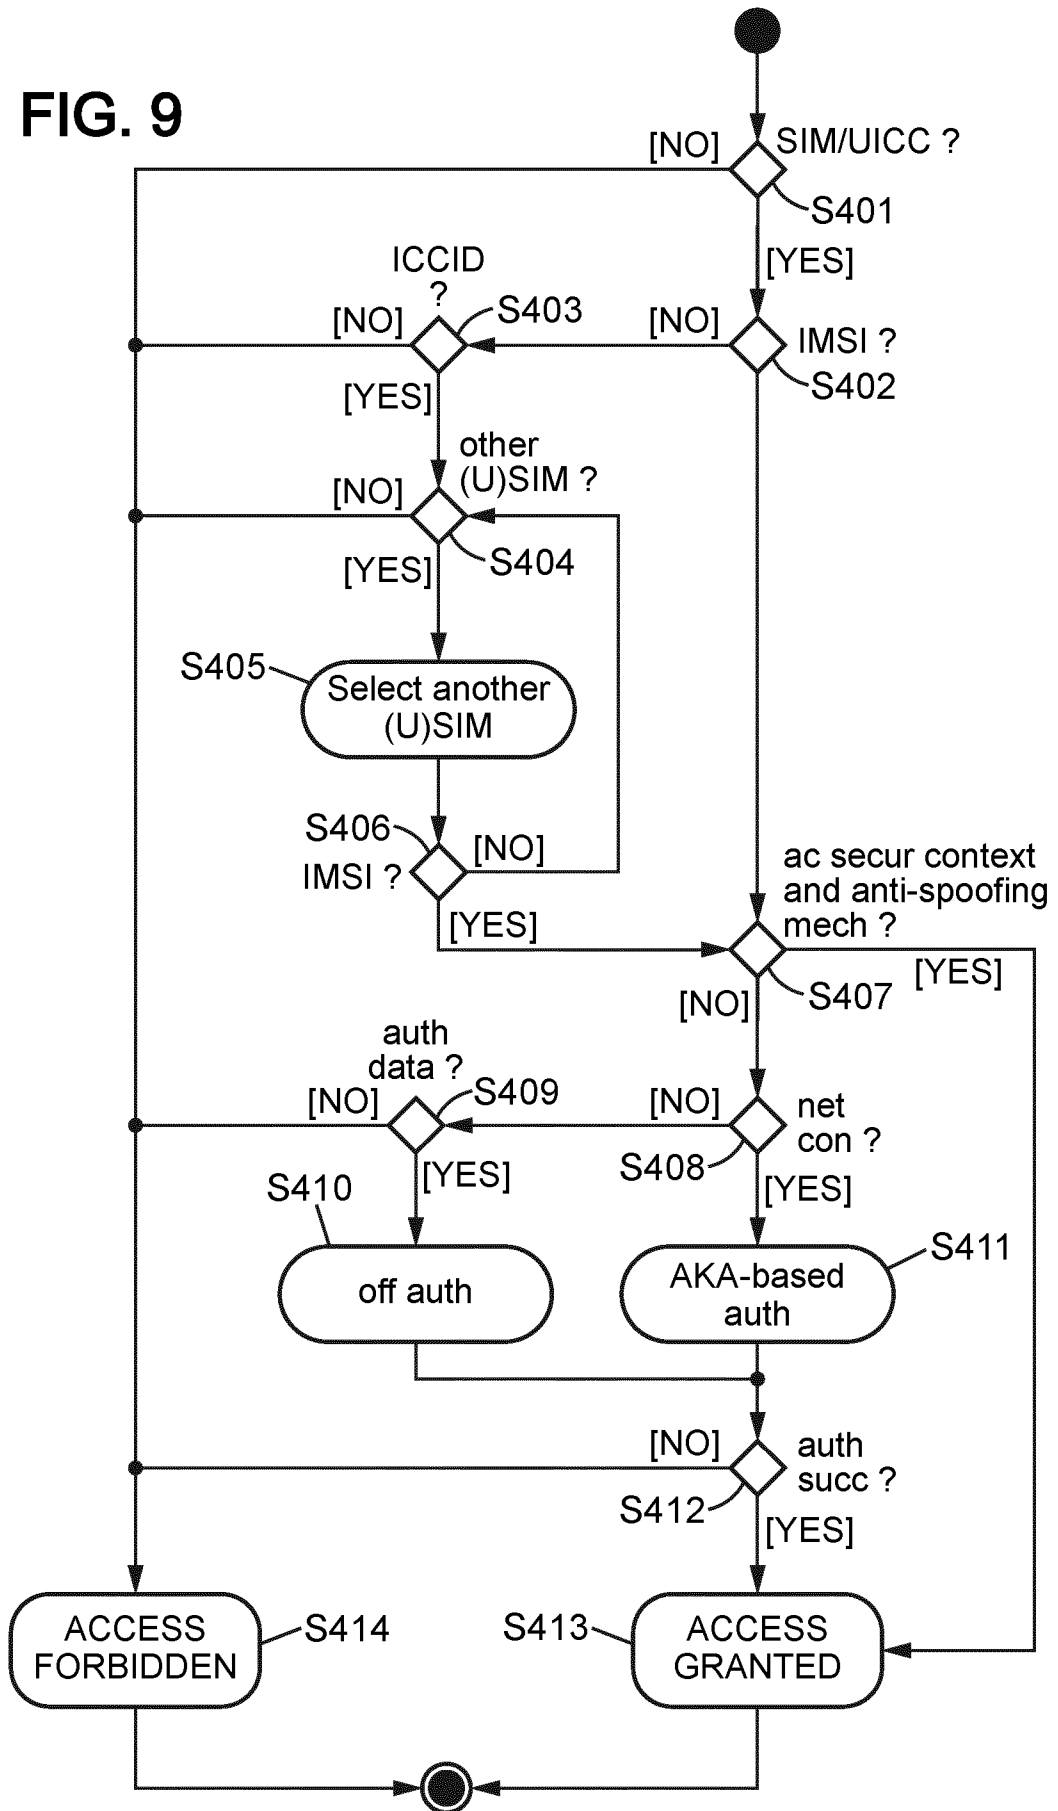 FIG. 9
[NO]
SIM/UICC ?
S401
[YES]
ICCID
?
[NO]
S403
[NO]
IMSI ?
S402
[YES]
other
(U)SIM ?
[NO]
S404
[YES]
S405
Select another
(U)SIM
S406
[NO]
IMSI ?
[YES]
ac secur context
and anti-spoofing
mech ?
[YES]
S407
[NO]
auth
data ?
[NO]
S409
[NO]
net
con ?
S408
[YES]
[YES]
S410
off auth
S411
AKA-based
auth
[NO]
auth
succ ?
S412
[YES]
ACCESS
FORBIDDEN
S414
S413
ACCESS
GRANTED